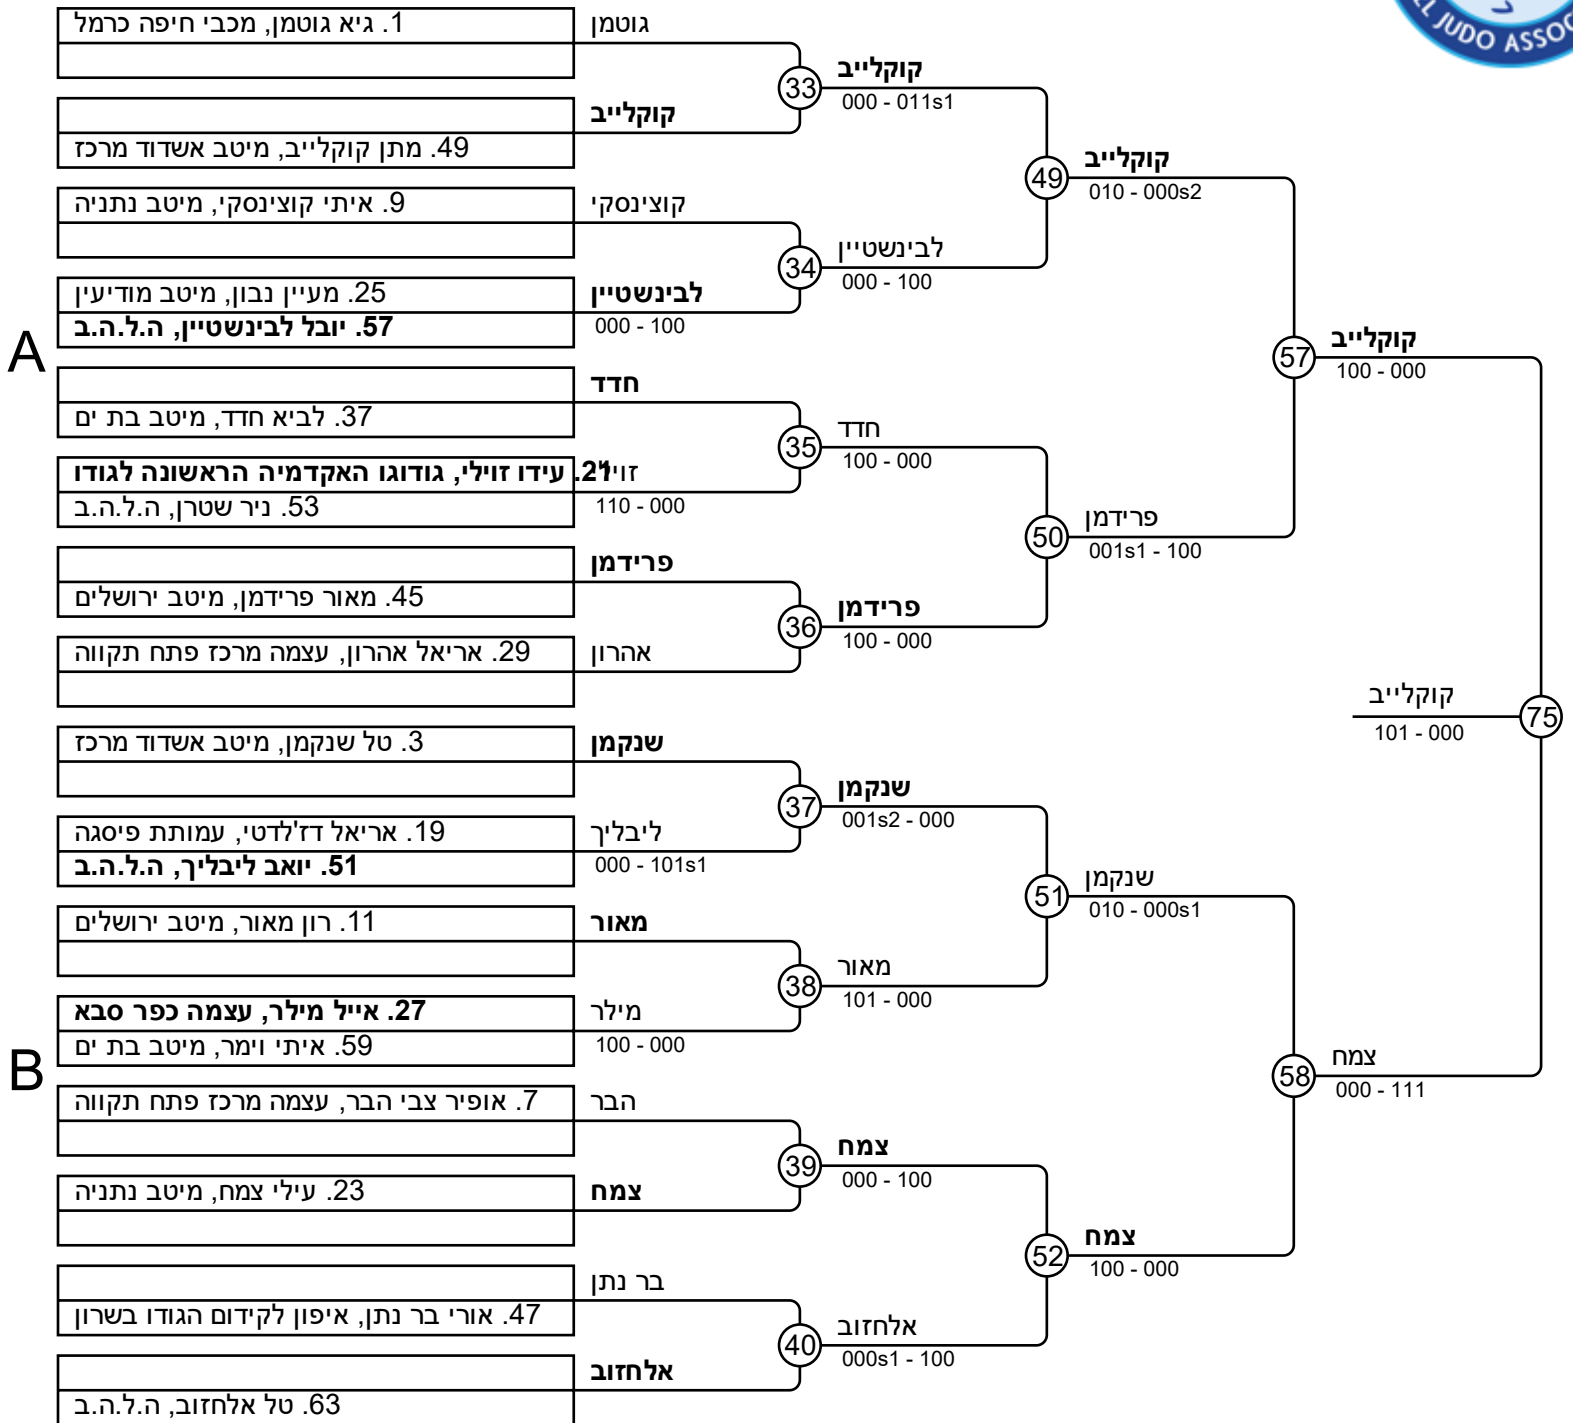 1. גיא גוטמן, מכבי חיפה כרמל
גוטמן
קוקלייב
49. מתן קוקלייב, מיטב אשדוד מרכז
33
קוקלייב
000 - 011s1
9. איתי קוצינסקי, מיטב נתניה
קוצינסקי
25. מעיין נבון, מיטב מודיעין
57. יובל לבינשטיין, ה.ל.ה.ב
לבינשטיין
000 - 100
34
לבינשטיין
000 - 100
49
קוקלייב
010 - 000s2
A
חדד
37. לביא חדד, מיטב בת ים
21. עידו זוילי, גודוגו האקדמיה הראשונה לגודו
53. ניר שטרן, ה.ל.ה.ב
110 - 000
35
חדד
100 - 000
פרידמן
45. מאור פרידמן, מיטב ירושלים
29. אריאל אהרון, עצמה מרכז פתח תקווה
אהרון
36
פרידמן
100 - 000
50
פרידמן
001s1 - 100
57
קוקלייב
100 - 000
3. טל שנקמן, מיטב אשדוד מרכז
שנקמן
19. אריאל דז'לדטי, עמותת פיסגה
51. יואב ליבליך, ה.ל.ה.ב
ליבליך
000 - 101s1
37
שנקמן
001s2 - 000
11. רון מאור, מיטב ירושלים
מאור
27. אייל מילר, עצמה כפר סבא
59. איתי וימר, מיטב בת ים
מילר
100 - 000
38
מאור
101 - 000
51
שנקמן
010 - 000s1
B
7. אופיר צבי הבר, עצמה מרכז פתח תקווה
הבר
23. עילי צמח, מיטב נתניה
צמח
39
צמח
000 - 100
בר נתן
47. אורי בר נתן, איפון לקידום הגודו בשרון
אלחזוב
63. טל אלחזוב, ה.ל.ה.ב
40
אלחזוב
000s1 - 100
52
צמח
100 - 000
58
צמח
000 - 111
75
קוקלייב
101 - 000
JUDO